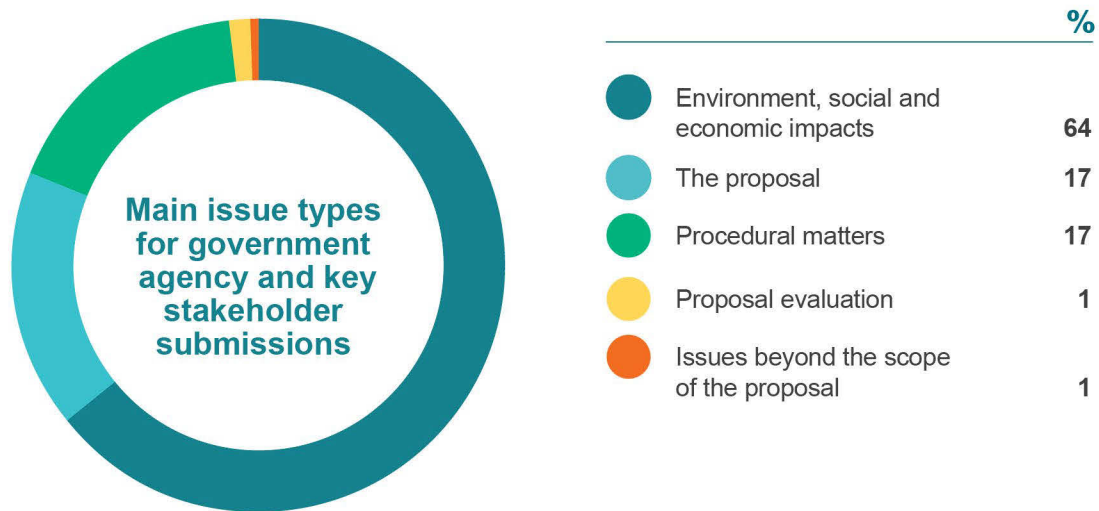 Main issue types
for government
agency and key
stakeholder
submissions
%
Environment, social and
economic impacts 64
The proposal 17
Procedural matters 17
Proposal evaluation 1
Issues beyond the scope
of the proposal 1